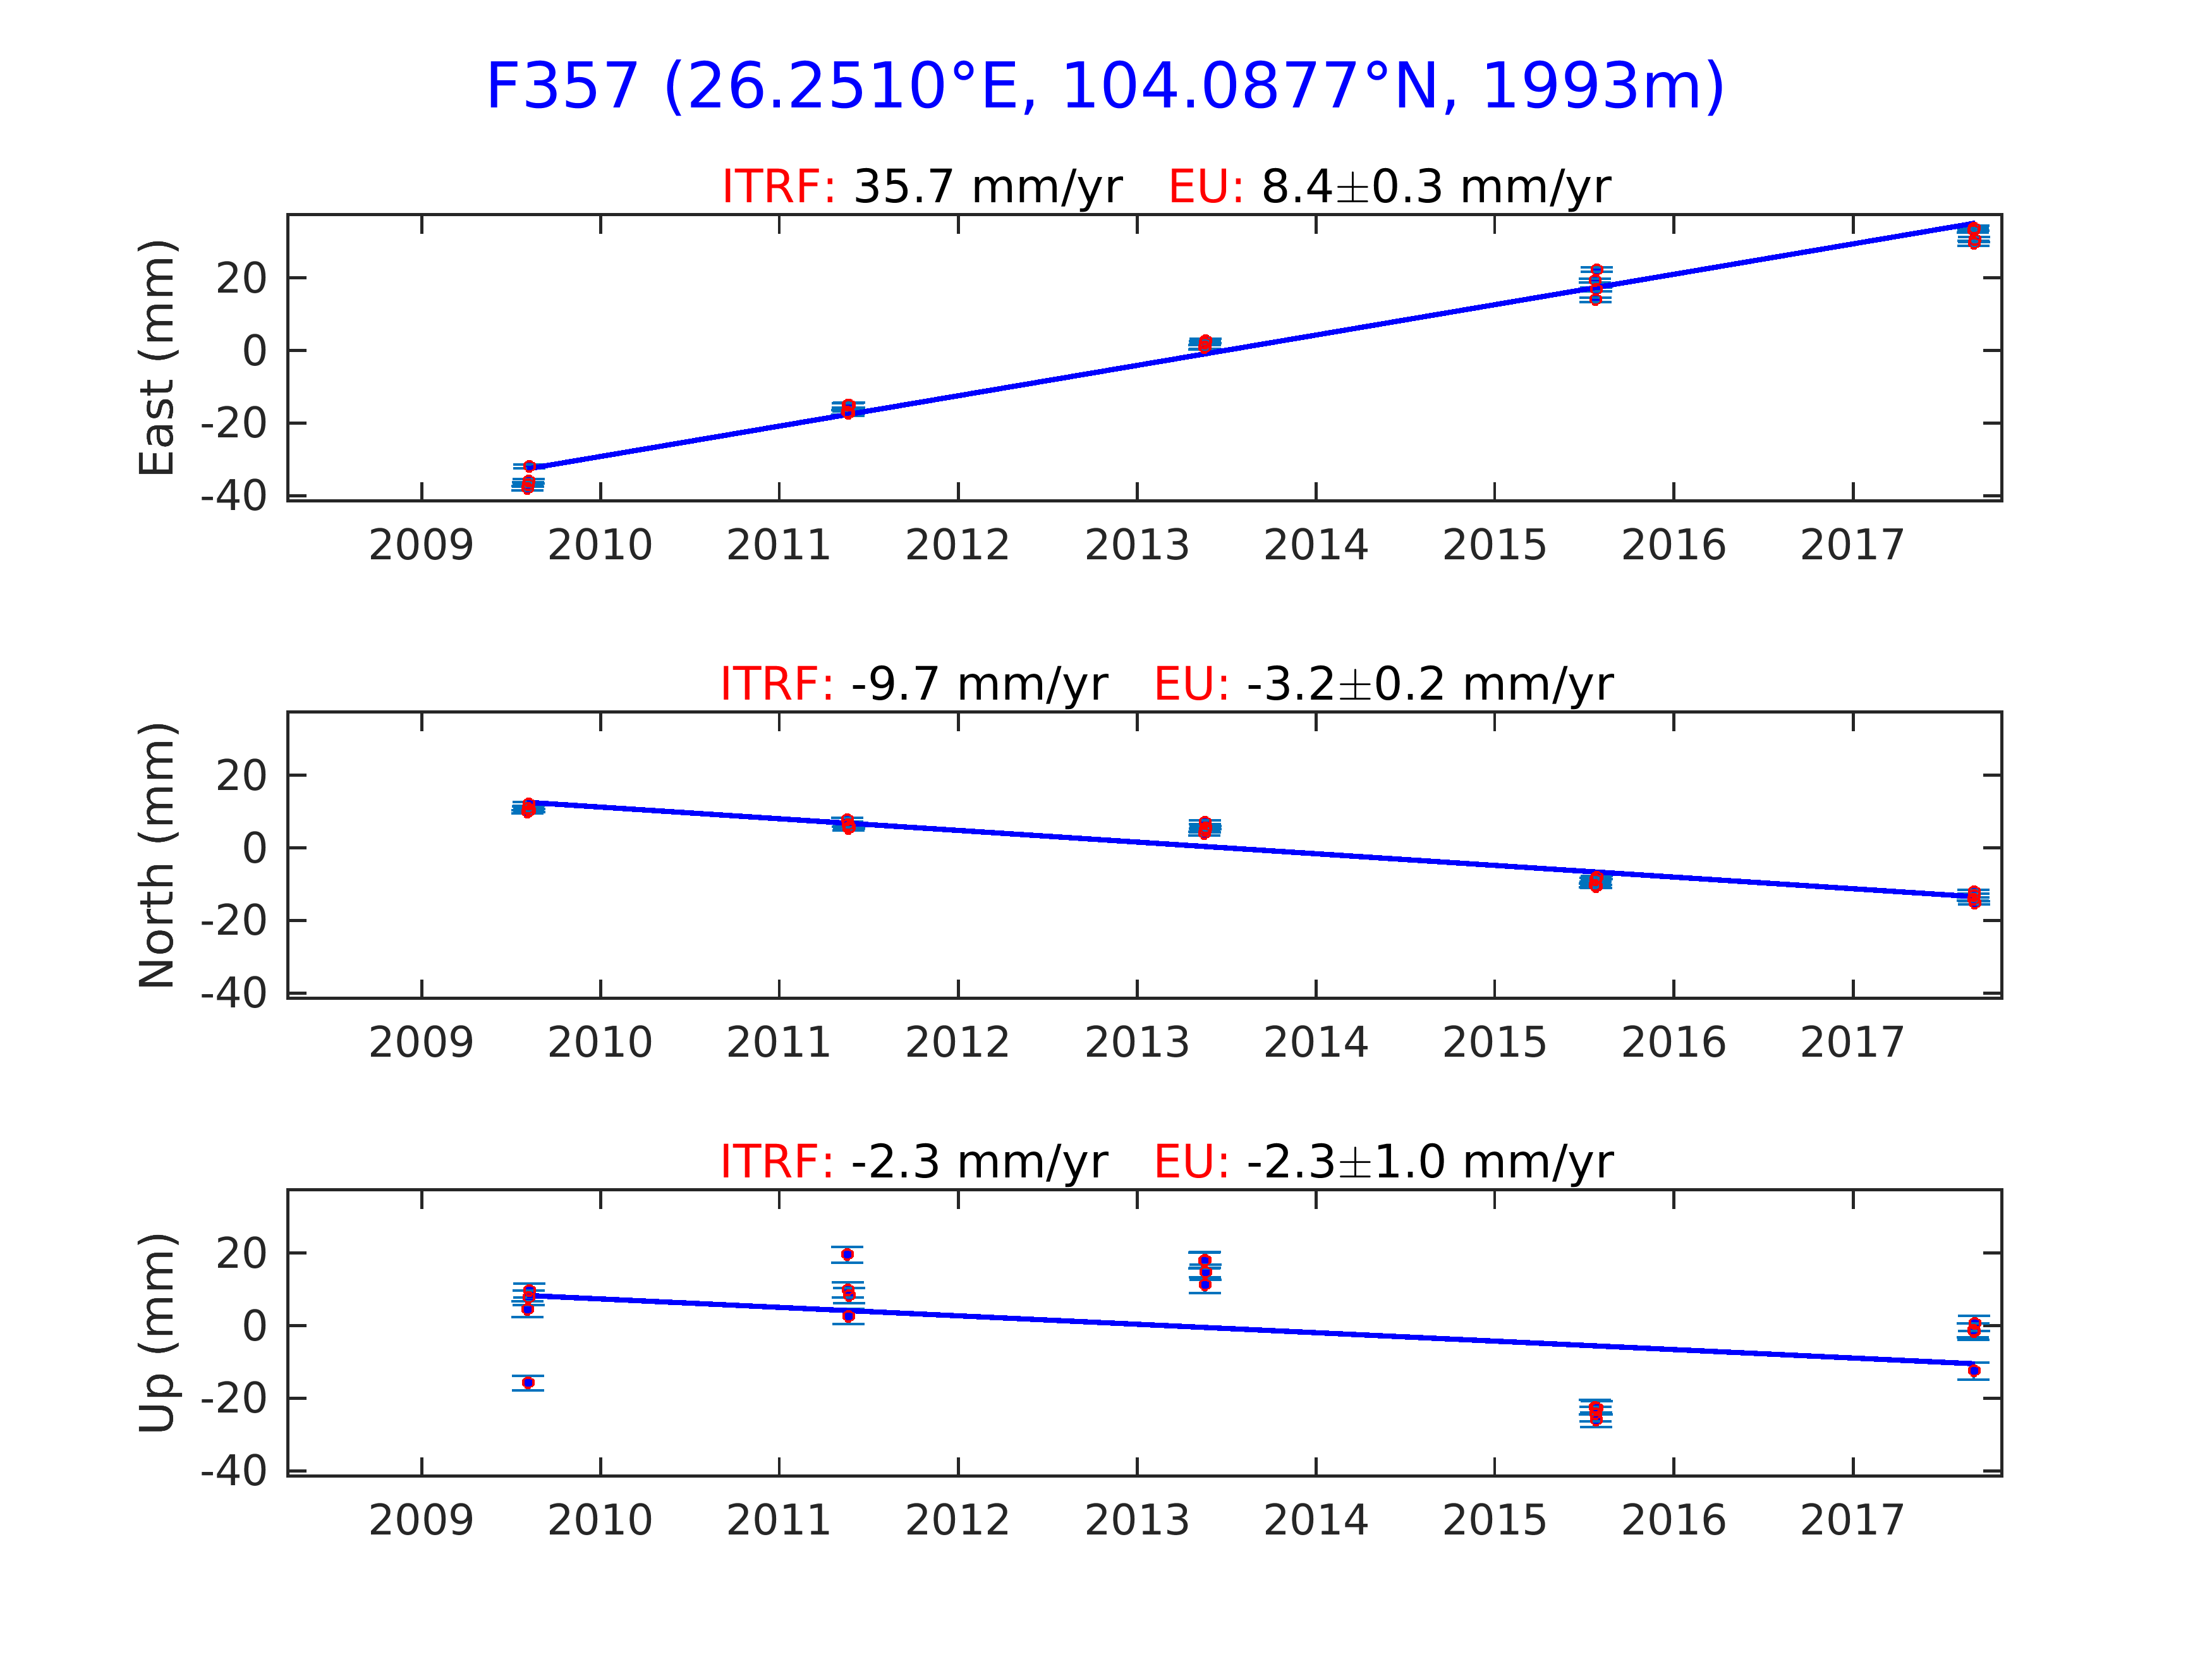 F357 (26.2510°E, 104.0877°N, 1993m)
ITRF: 35.7 mm/yr EU: 8.4±0.3 mm/yr
East (mm)
20
0
-20
-40
2009 2010 2011 2012 2013 2014 2015 2016 2017
ITRF: -9.7 mm/yr EU: -3.2±0.2 mm/yr
North (mm)
20
0
-20
-40
2009 2010 2011 2012 2013 2014 2015 2016 2017
ITRF: -2.3 mm/yr EU: -2.3±1.0 mm/yr
Up (mm)
20
0
-20
-40
2009 2010 2011 2012 2013 2014 2015 2016 2017